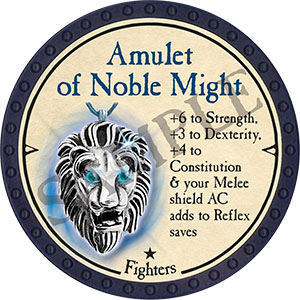 Amulet
of Noble Might
+6 to Strength,
+3 to Dexterity,
+4 to
Constitution
& your Melee
shield AC
adds to Reflex
saves
Fighters
SAMPLE